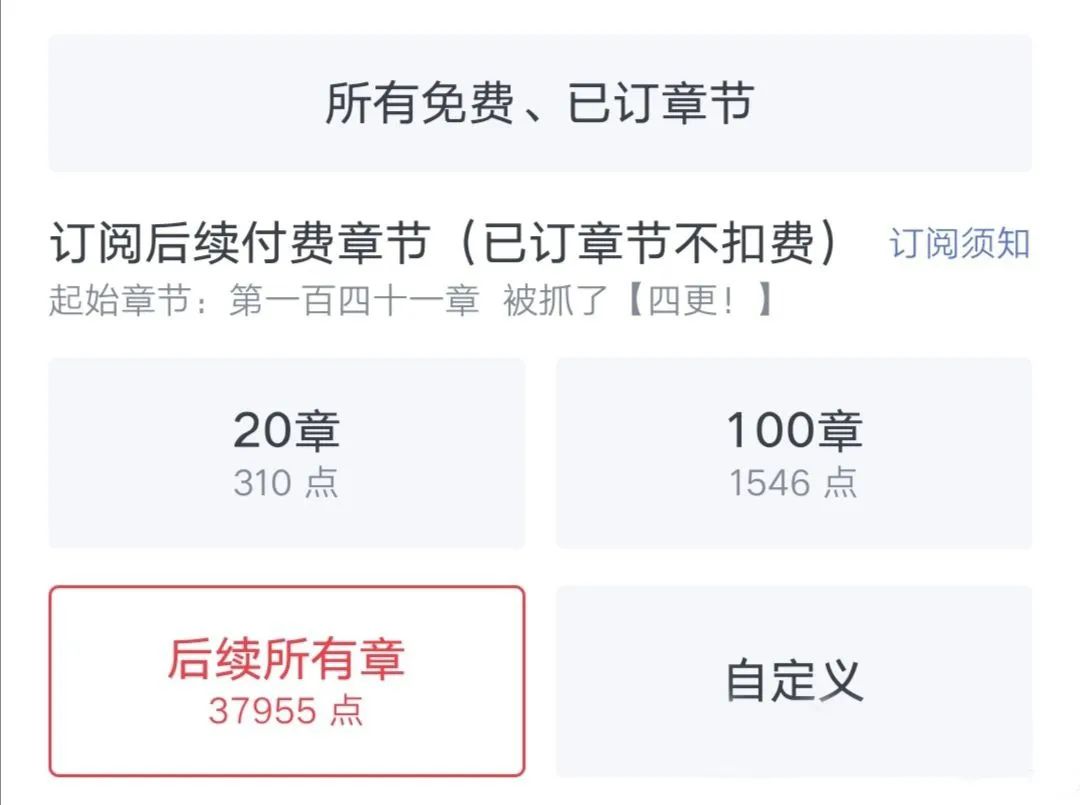 所有免费、已订章节
订阅后续付费章节（已订章节不扣费） 订阅须知
起始章节：第一百四十一章 被抓了【四更！】
20章
310 点
100章
1546 点
后续所有章
37955 点
自定义